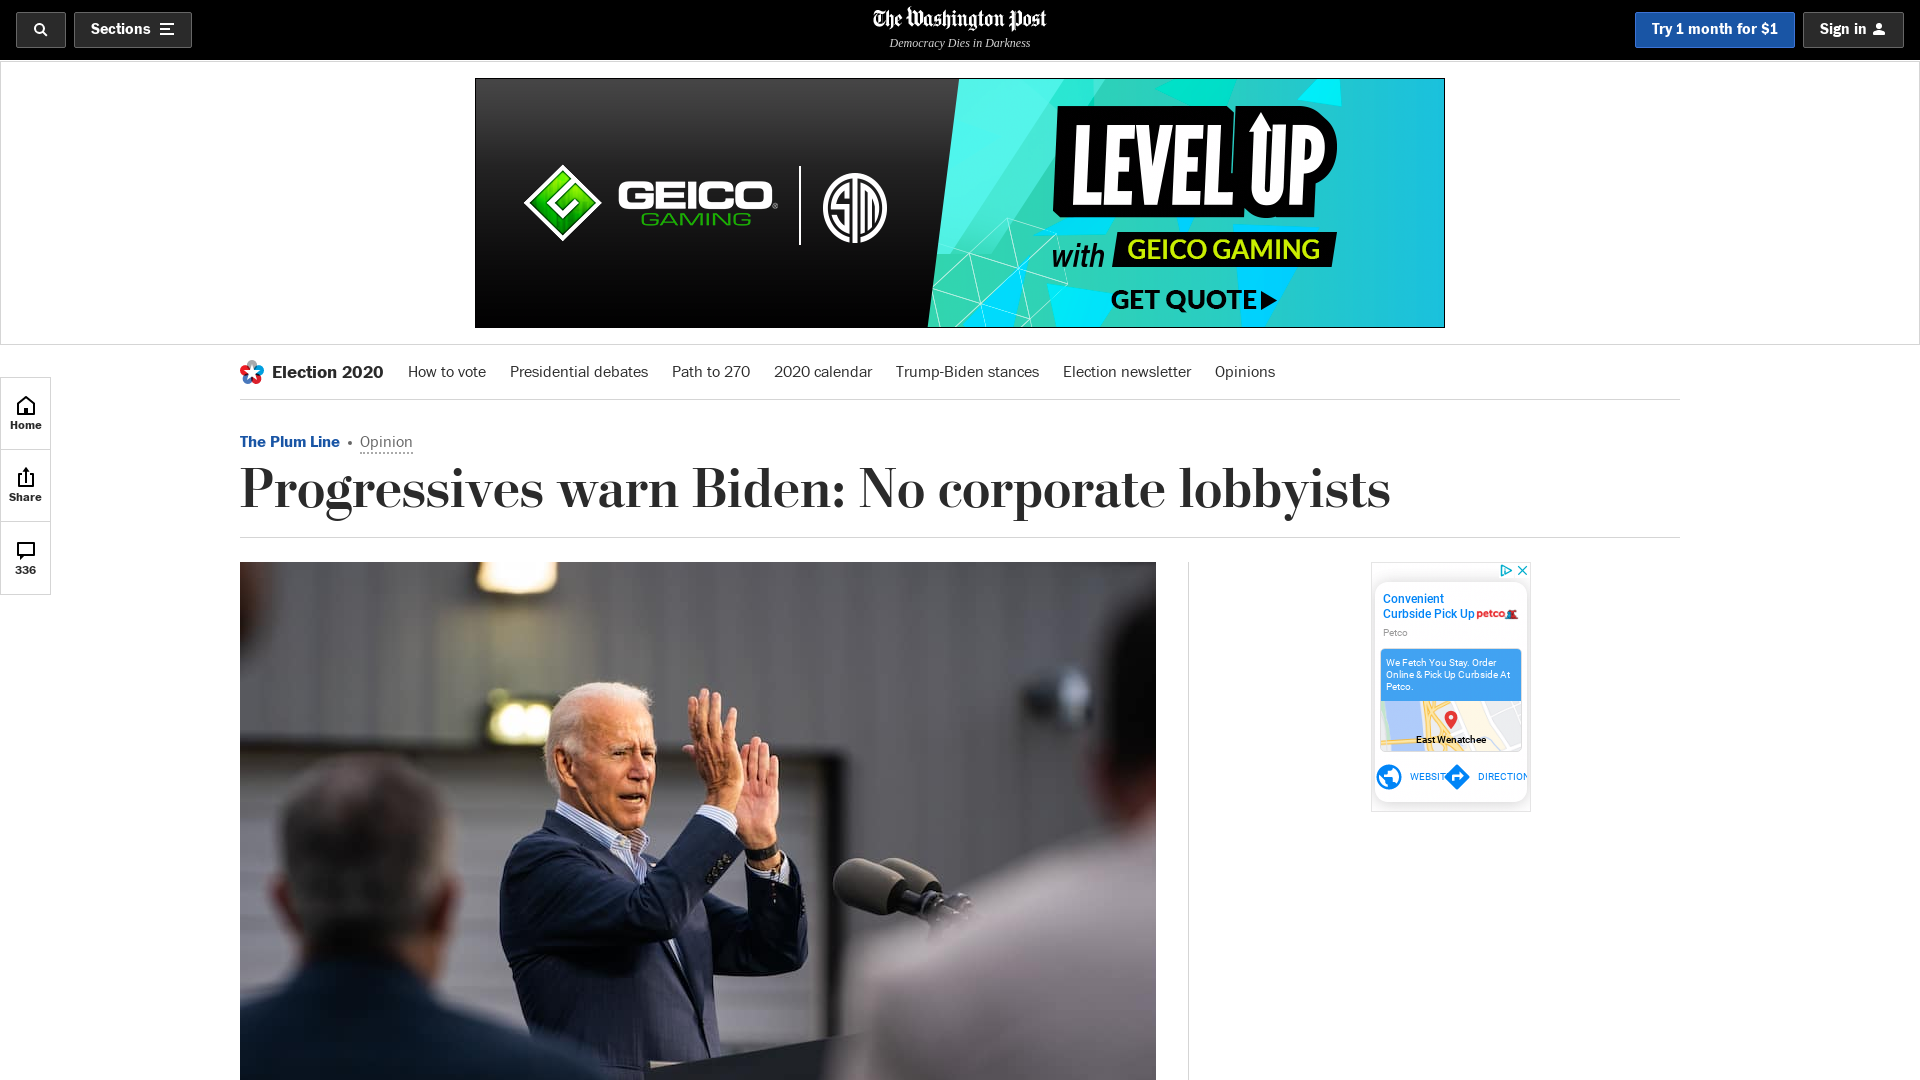 Sections
The Washington Post
Democracy Dies in Darkness
Try 1 month for $1
Sign in
GEICO
GAMING
TSM
LEVEL UP
with GEICO GAMING
GET QUOTE
Election 2020
How to vote
Presidential debates
Path to 270
2020 calendar
Trump-Biden stances
Election newsletter
Opinions
Home
Share
336
The Plum Line • Opinion
Progressives warn Biden: No corporate lobbyists
Convenient
Curbside Pick Up
petco
Petco
We Fetch You Stay. Order
Online & Pick Up Curbside At
Petco.
East Wenatchee
WEBSIT
DIRECTION